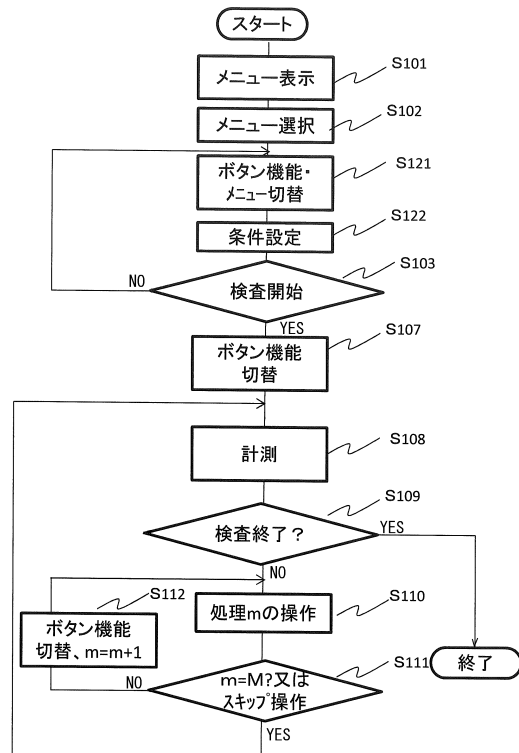 スタート
メニュー表示
S101
メニュー選択
S102
ボタン機能・
メニュー切替
S121
条件設定
S122
検査開始
S103
NO
YES
ボタン機能
切替
S107
計測
S108
検査終了？
S109
YES
NO
処理mの操作
S110
ボタン機能
切替、m=m+1
S112
m=M?又は
スキップ操作
S111
NO
YES
終了